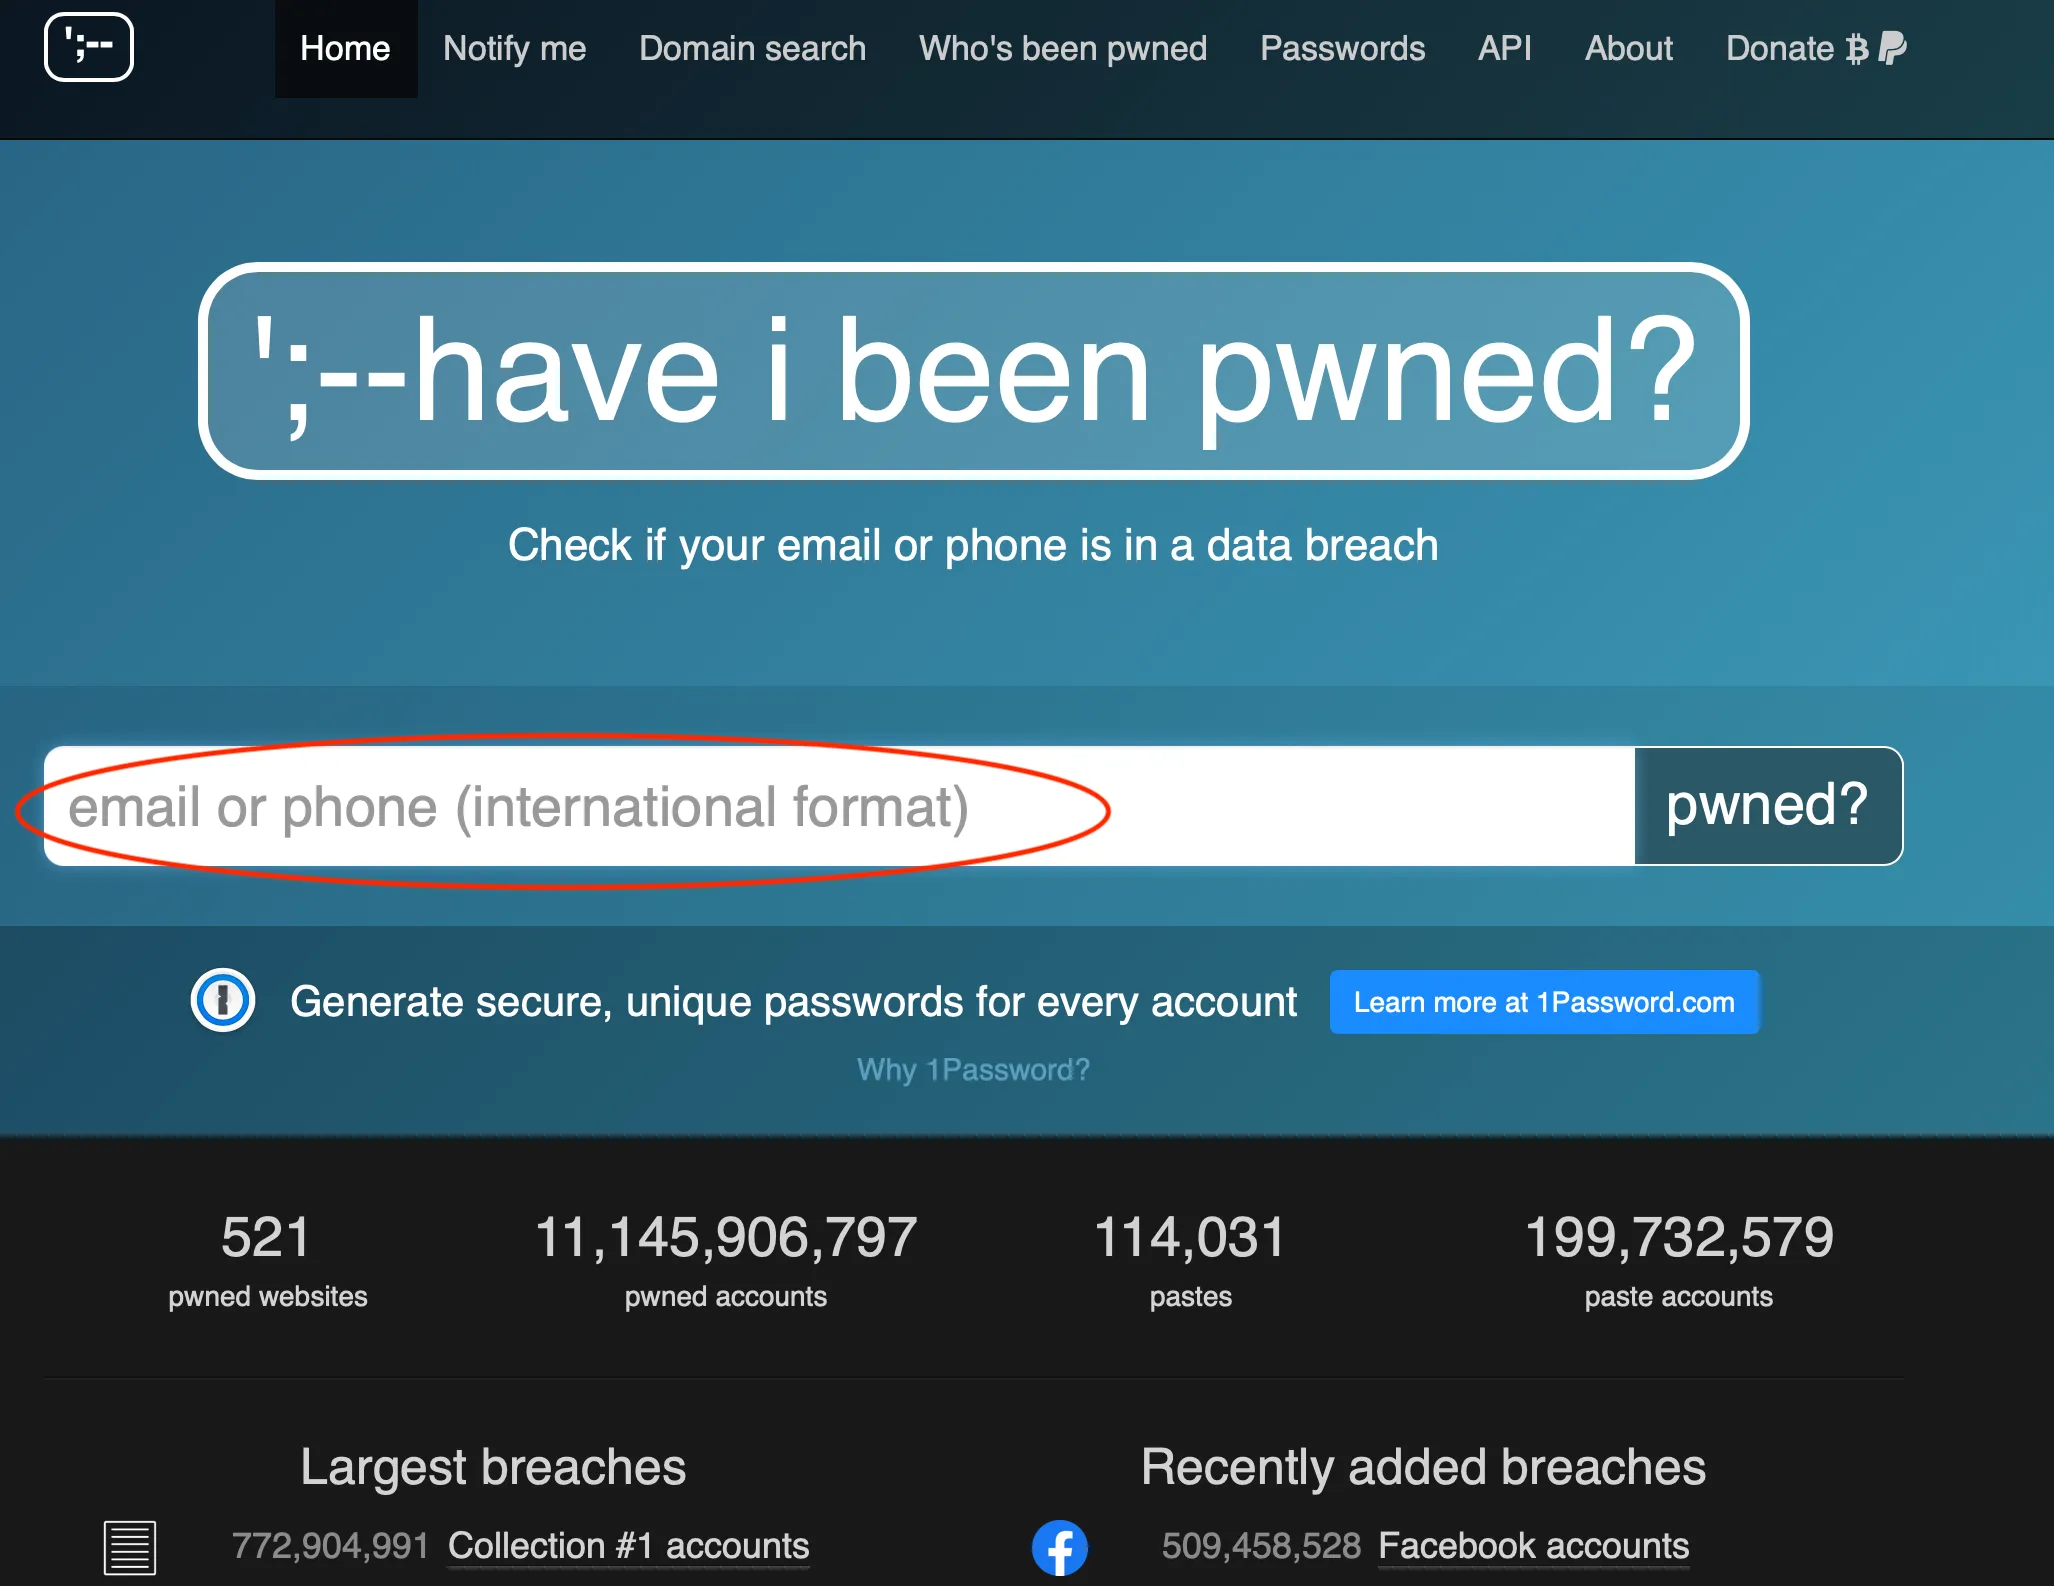 ';--
Home Notify me Domain search Who's been pwned Passwords API About Donate
';--have i been pwned?
Check if your email or phone is in a data breach
email or phone (international format) pwned?
Generate secure, unique passwords for every account Learn more at 1Password.com
Why 1Password?
521 11,145,906,797 114,031 199,732,579
pwned websites pwned accounts pastes paste accounts
Largest breaches Recently added breaches
772,904,991 Collection #1 accounts 509,458,528 Facebook accounts